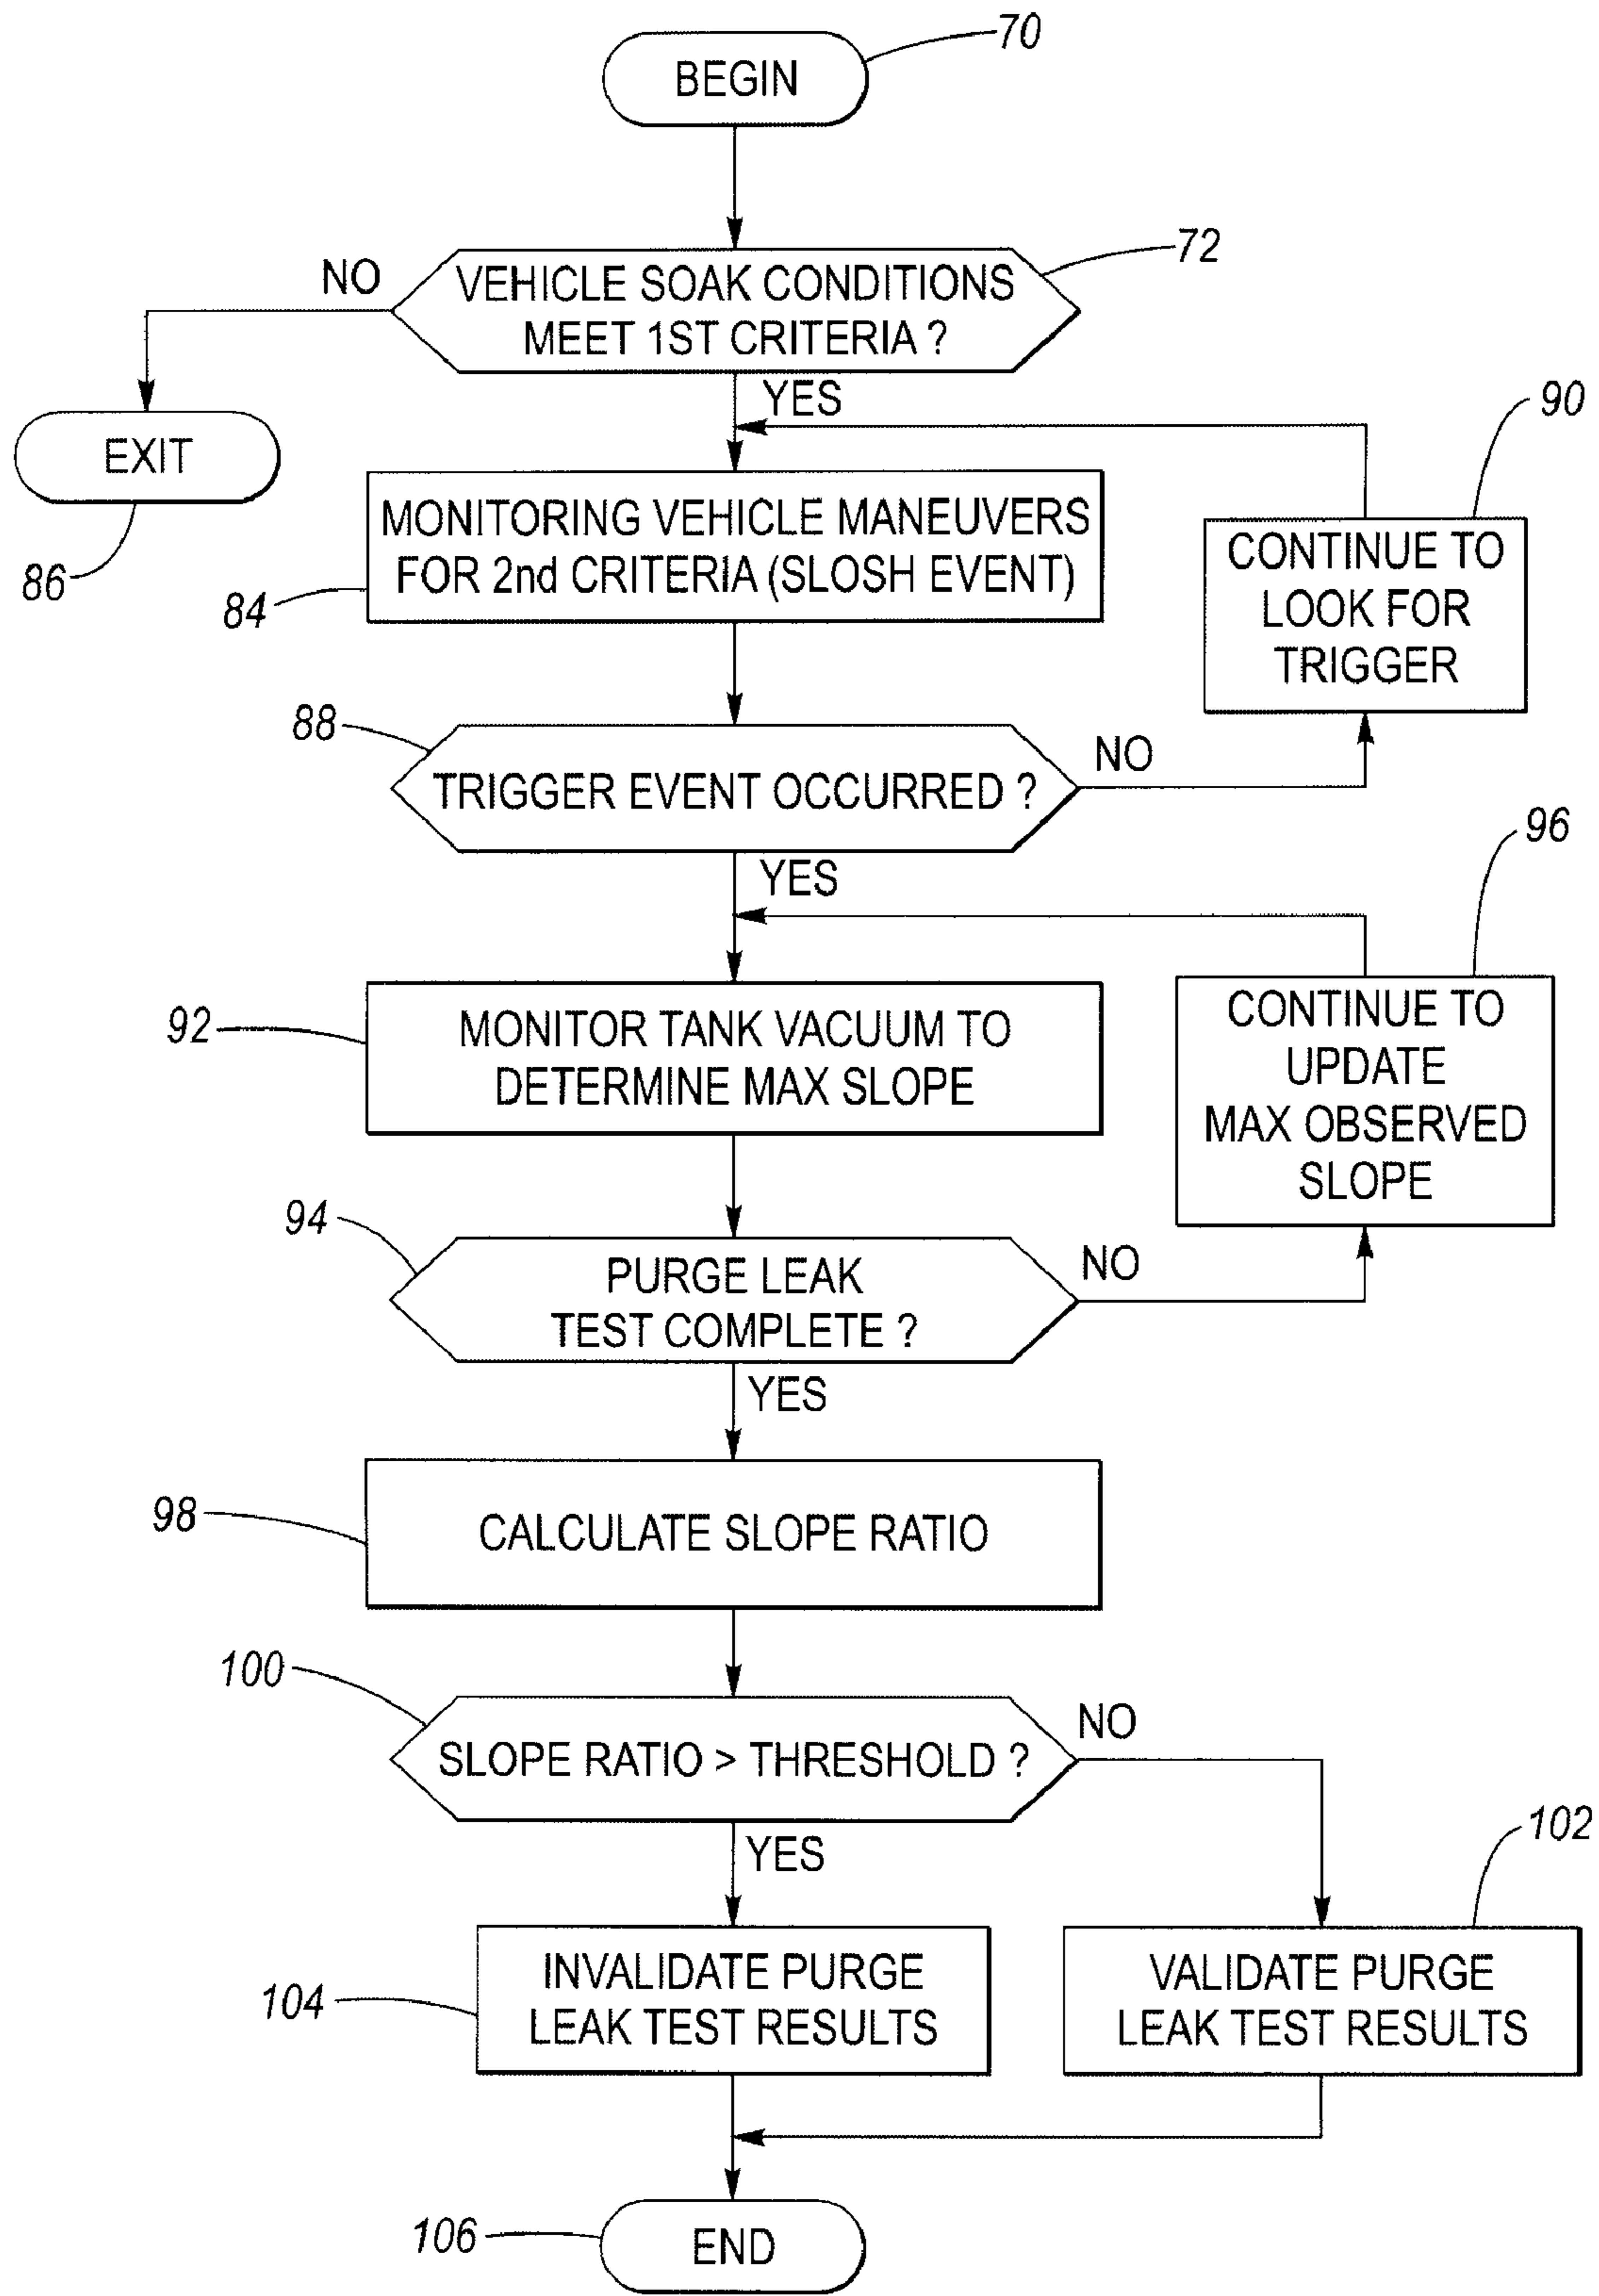 70
BEGIN
72
NO
VEHICLE SOAK CONDITIONS
MEET 1ST CRITERIA ?
YES
90
EXIT
86
MONITORING VEHICLE MANEUVERS
FOR 2nd CRITERIA (SLOSH EVENT)
84
CONTINUE TO
LOOK FOR
TRIGGER
88
NO
TRIGGER EVENT OCCURRED ?
96
YES
92
MONITOR TANK VACUUM TO
DETERMINE MAX SLOPE
CONTINUE TO
UPDATE
MAX OBSERVED
SLOPE
94
NO
PURGE LEAK
TEST COMPLETE ?
YES
98
CALCULATE SLOPE RATIO
100
NO
SLOPE RATIO > THRESHOLD ?
102
YES
INVALIDATE PURGE
LEAK TEST RESULTS
104
VALIDATE PURGE
LEAK TEST RESULTS
106
END